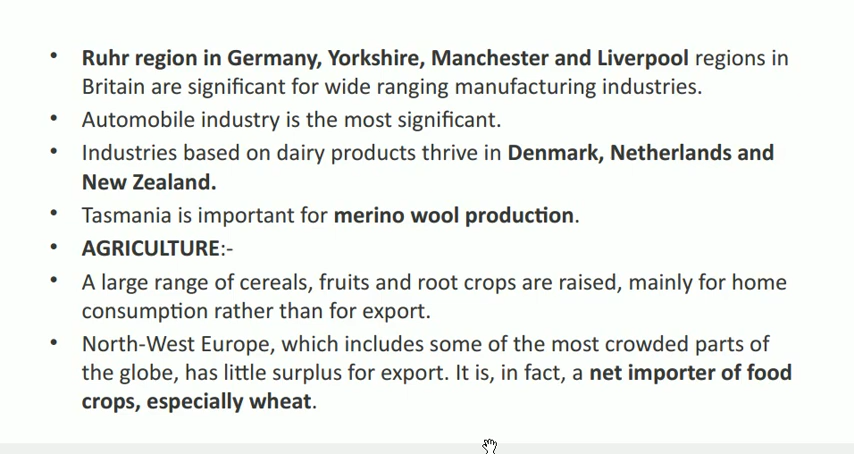 • Ruhr region in Germany, Yorkshire, Manchester and Liverpool regions in
Britain are significant for wide ranging manufacturing industries.
• Automobile industry is the most significant.
• Industries based on dairy products thrive in Denmark, Netherlands and
New Zealand.
• Tasmania is important for merino wool production.
• AGRICULTURE:-
• A large range of cereals, fruits and root crops are raised, mainly for home
consumption rather than for export.
• North-West Europe, which includes some of the most crowded parts of
the globe, has little surplus for export. It is, in fact, a net importer of food
crops, especially wheat.